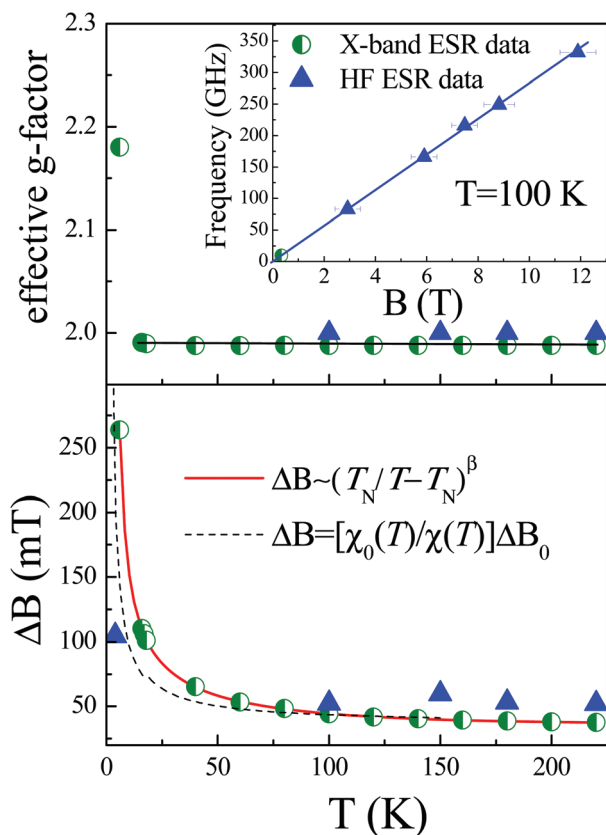 2.3
2.2
2.1
2.0
effective g-factor
X-band ESR data
HF ESR data
350
300
250
200
150
100
50
0
Frequency (GHz)
T=100 K
0 2 4 6 8 10 12
B (T)
250
200
150
100
50
ΔB (mT)
ΔB~(T_N/T−T_N)^β
ΔB=[χ₀(T)/χ(T)]ΔB₀
0 50 100 150 200
T (K)